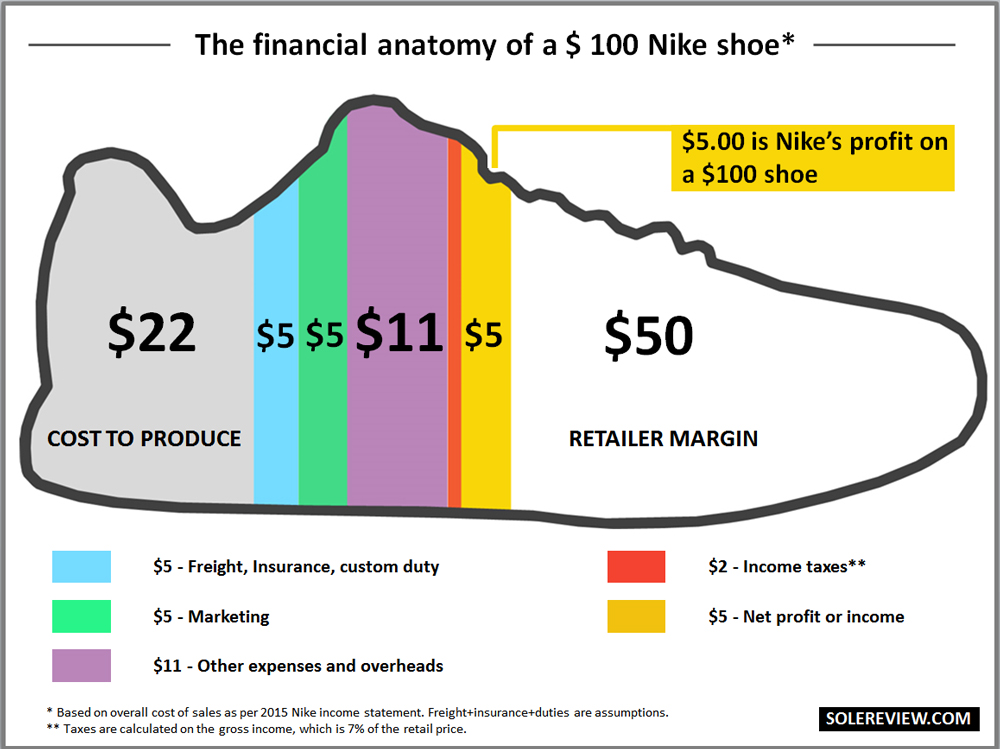 The financial anatomy of a $ 100 Nike shoe*
$5.00 is Nike's profit on
a $100 shoe
$22
$5
$5
$11
$5
$50
COST TO PRODUCE
RETAILER MARGIN
$5 - Freight, Insurance, custom duty
$2 - Income taxes**
$5 - Marketing
$5 - Net profit or income
$11 - Other expenses and overheads
* Based on overall cost of sales as per 2015 Nike income statement. Freight+insurance+duties are assumptions.
** Taxes are calculated on the gross income, which is 7% of the retail price.
SOLEREVIEW.COM